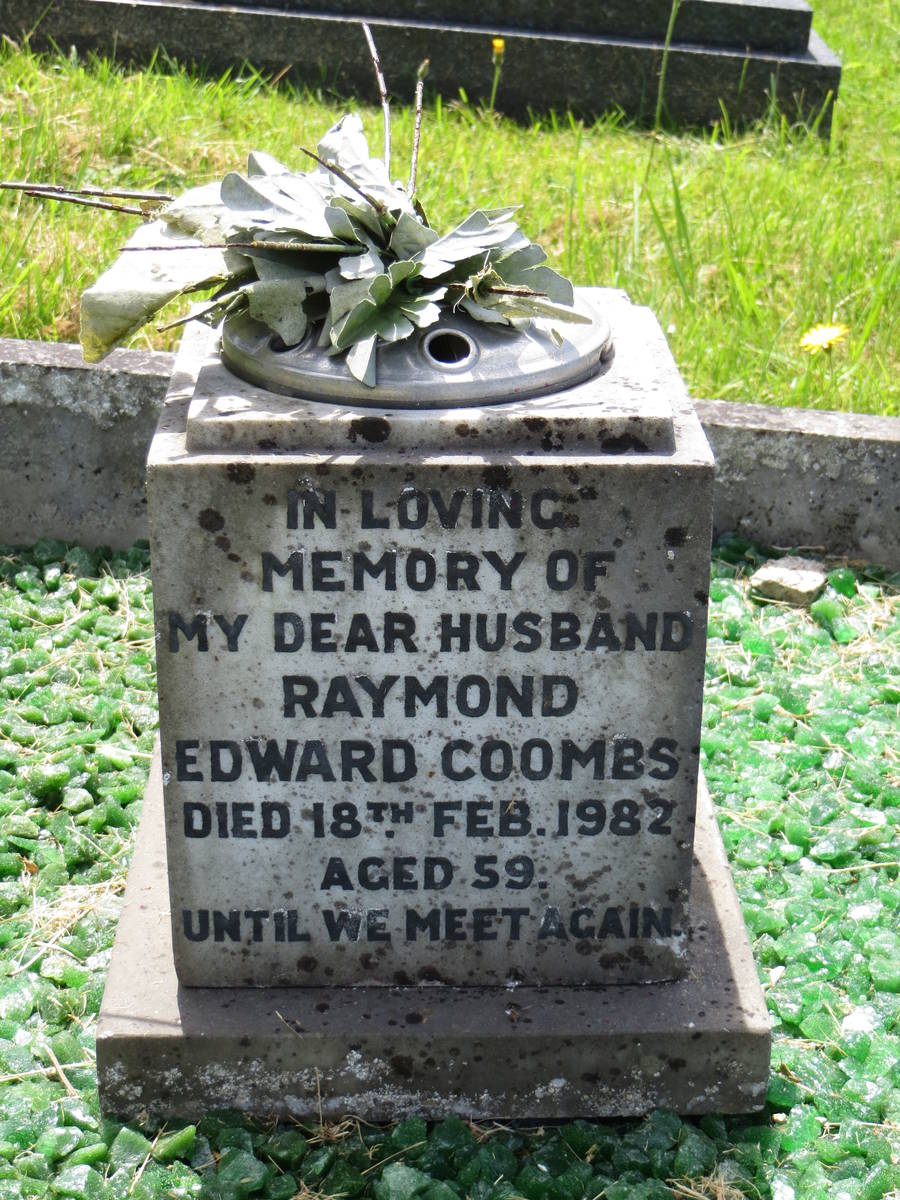 IN LOVING
MEMORY OF
MY DEAR HUSBAND
RAYMOND
EDWARD COOMBS
DIED 18TH FEB. 1982
AGED 59.
UNTIL WE MEET AGAIN.